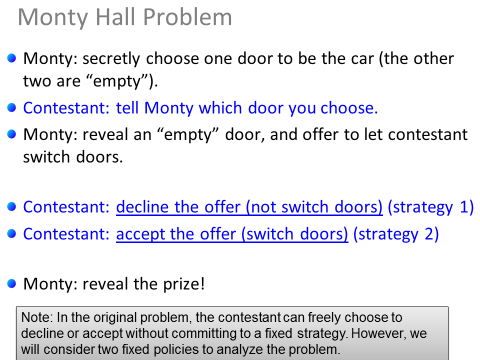 Monty Hall Problem
Monty: secretly choose one door to be the car (the other
two are “empty”).
Contestant: tell Monty which door you choose.
Monty: reveal an “empty” door, and offer to let contestant
switch doors.
Contestant: decline the offer (not switch doors) (strategy 1)
Contestant: accept the offer (switch doors) (strategy 2)
Monty: reveal the prize!
Note: In the original problem, the contestant can freely choose to
decline or accept without committing to a fixed strategy. However, we
will consider two fixed policies to analyze the problem.